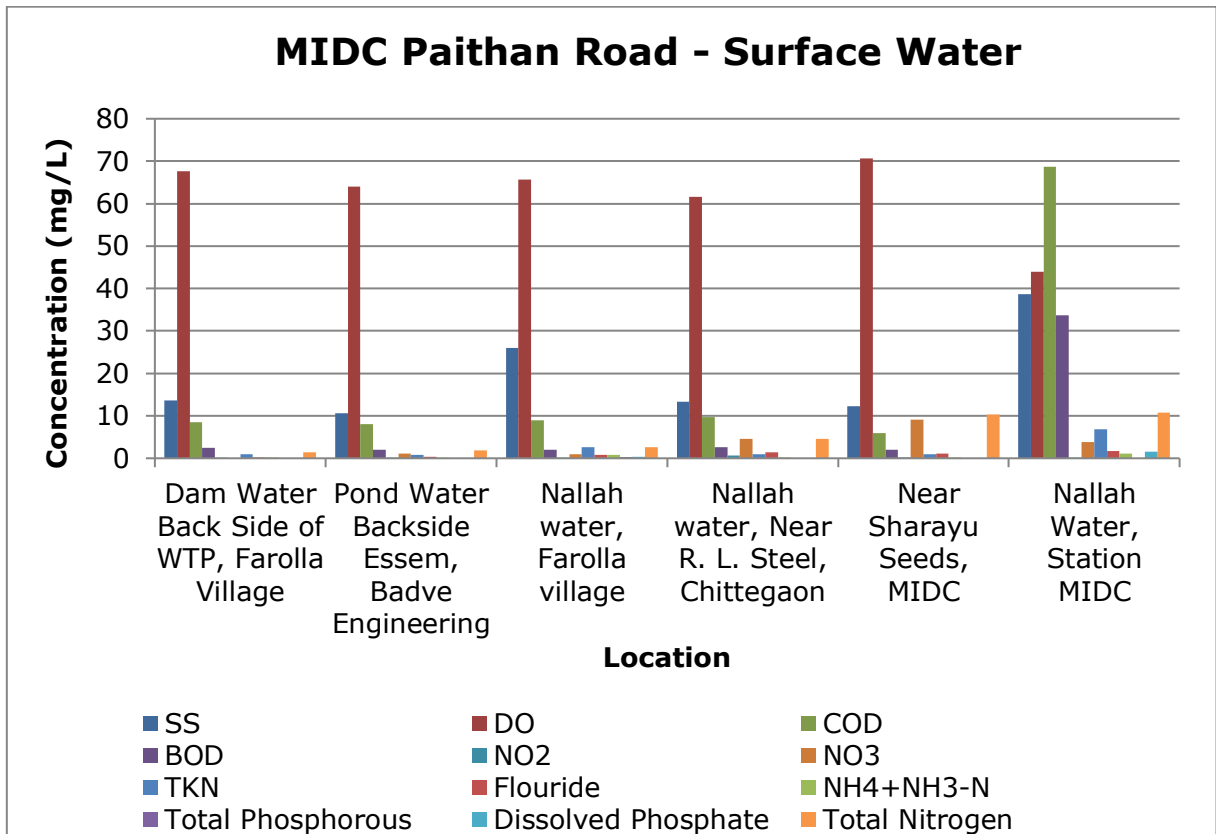 MIDC Paithan Road - Surface Water
Concentration (mg/L)
80
70
60
50
40
30
20
10
0
Dam Water
Back Side of
WTP, Farolla
Village
Pond Water
Backside
Essem,
Badve
Engineering
Nallah
water,
Farolla
village
Nallah
water, Near
R. L. Steel,
Chittegaon
Near
Sharayu
Seeds,
MIDC
Nallah
Water,
Station
MIDC
Location
SS
DO
COD
BOD
NO2
NO3
TKN
Flouride
NH4+NH3-N
Total Phosphorous
Dissolved Phosphate
Total Nitrogen